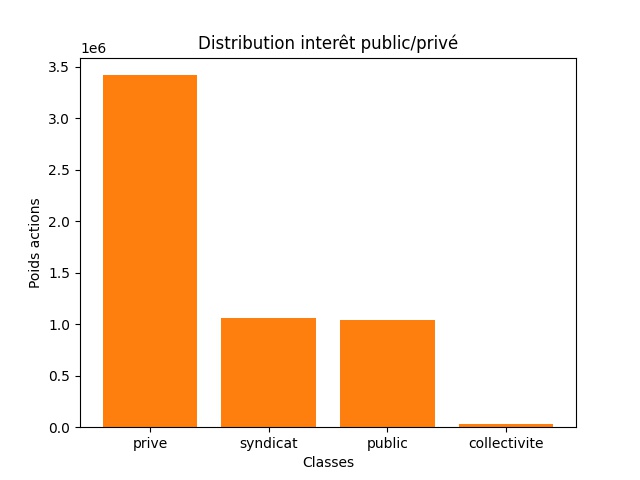 Distribution interêt public/privé
1e6
3.5
3.0
2.5
2.0
1.5
1.0
0.5
0.0
Poids actions
prive syndicat public collectivite
Classes